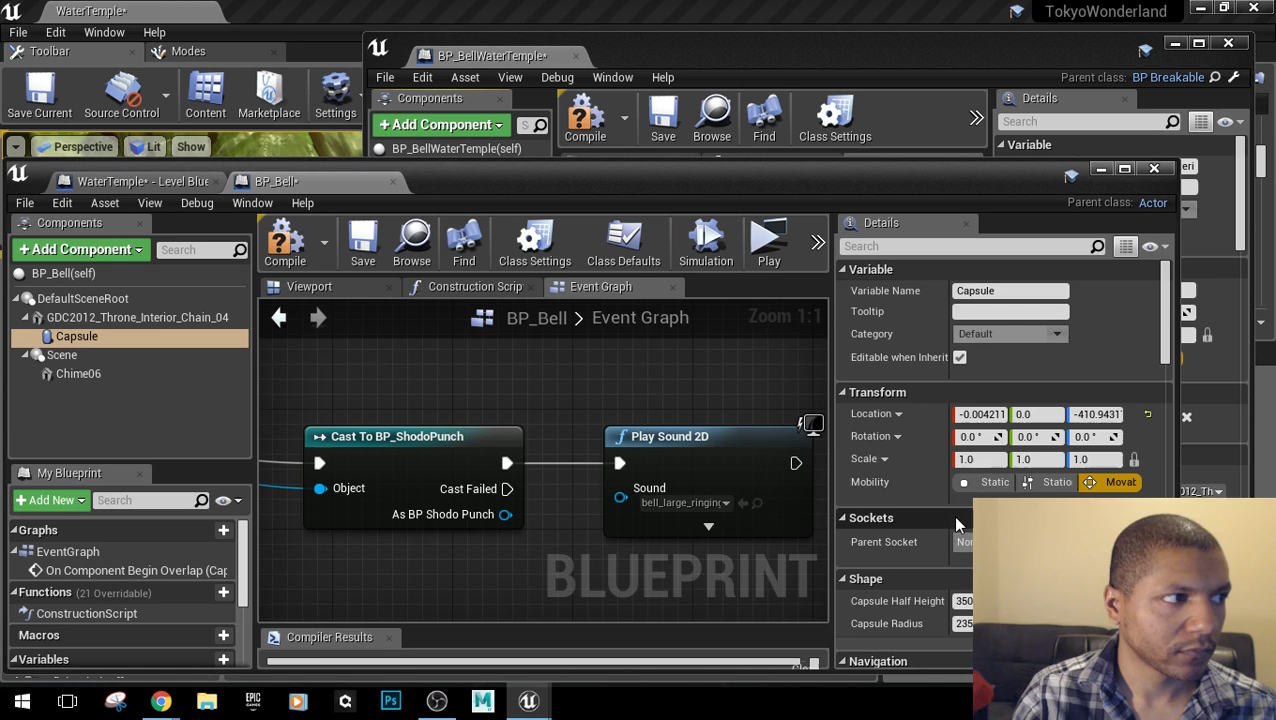 WaterTemple*
TokyoWonderland
File Edit Window Help
Toolbar Modes
BP_BellWaterTemple*
File Edit Asset View Debug Window Help
Parent class: BP Breakable
Save Current Source Control Content Marketplace Settings
Components
Add Component
BP_BellWaterTemple(self)
Compile Save Browse Find Class Settings
Details
Search
Variable
Perspective Lit Show
WaterTemple* - Level Blue
BP_Bell*
File Edit Asset View Debug Window Help
Parent class: Actor
Components
+ Add Component
Search
BP_Bell(self)
DefaultSceneRoot
GDC2012_Throne_Interior_Chain_04
Capsule
Scene
Chime06
Compile Save Browse Find Class Settings Class Defaults Simulation Play
Viewport Construction Scrip Event Graph
BP_Bell > Event Graph
Zoom 1:1
Cast To BP_ShodoPunch
Object
Cast Failed
As BP Shodo Punch
Play Sound 2D
Sound
bell_large_ringing
BLUEPRINT
Compiler Results
My Blueprint
+ Add New
Search
Graphs
EventGraph
On Component Begin Overlap (Cap
Functions (21 Overridable)
ConstructionScript
Macros
Variables
Details
Search
Variable
Variable Name Capsule
Tooltip
Category Default
Editable when Inherit
Transform
Location -0.004211 0.0 -410.9431
Rotation 0.0° 0.0° 0.0°
Scale 1.0 1.0 1.0
Mobility Static Statio Movab
Sockets
Parent Socket Non
Shape
Capsule Half Height 350
Capsule Radius 235
Navigation
EPIC GAMES
Ps
M